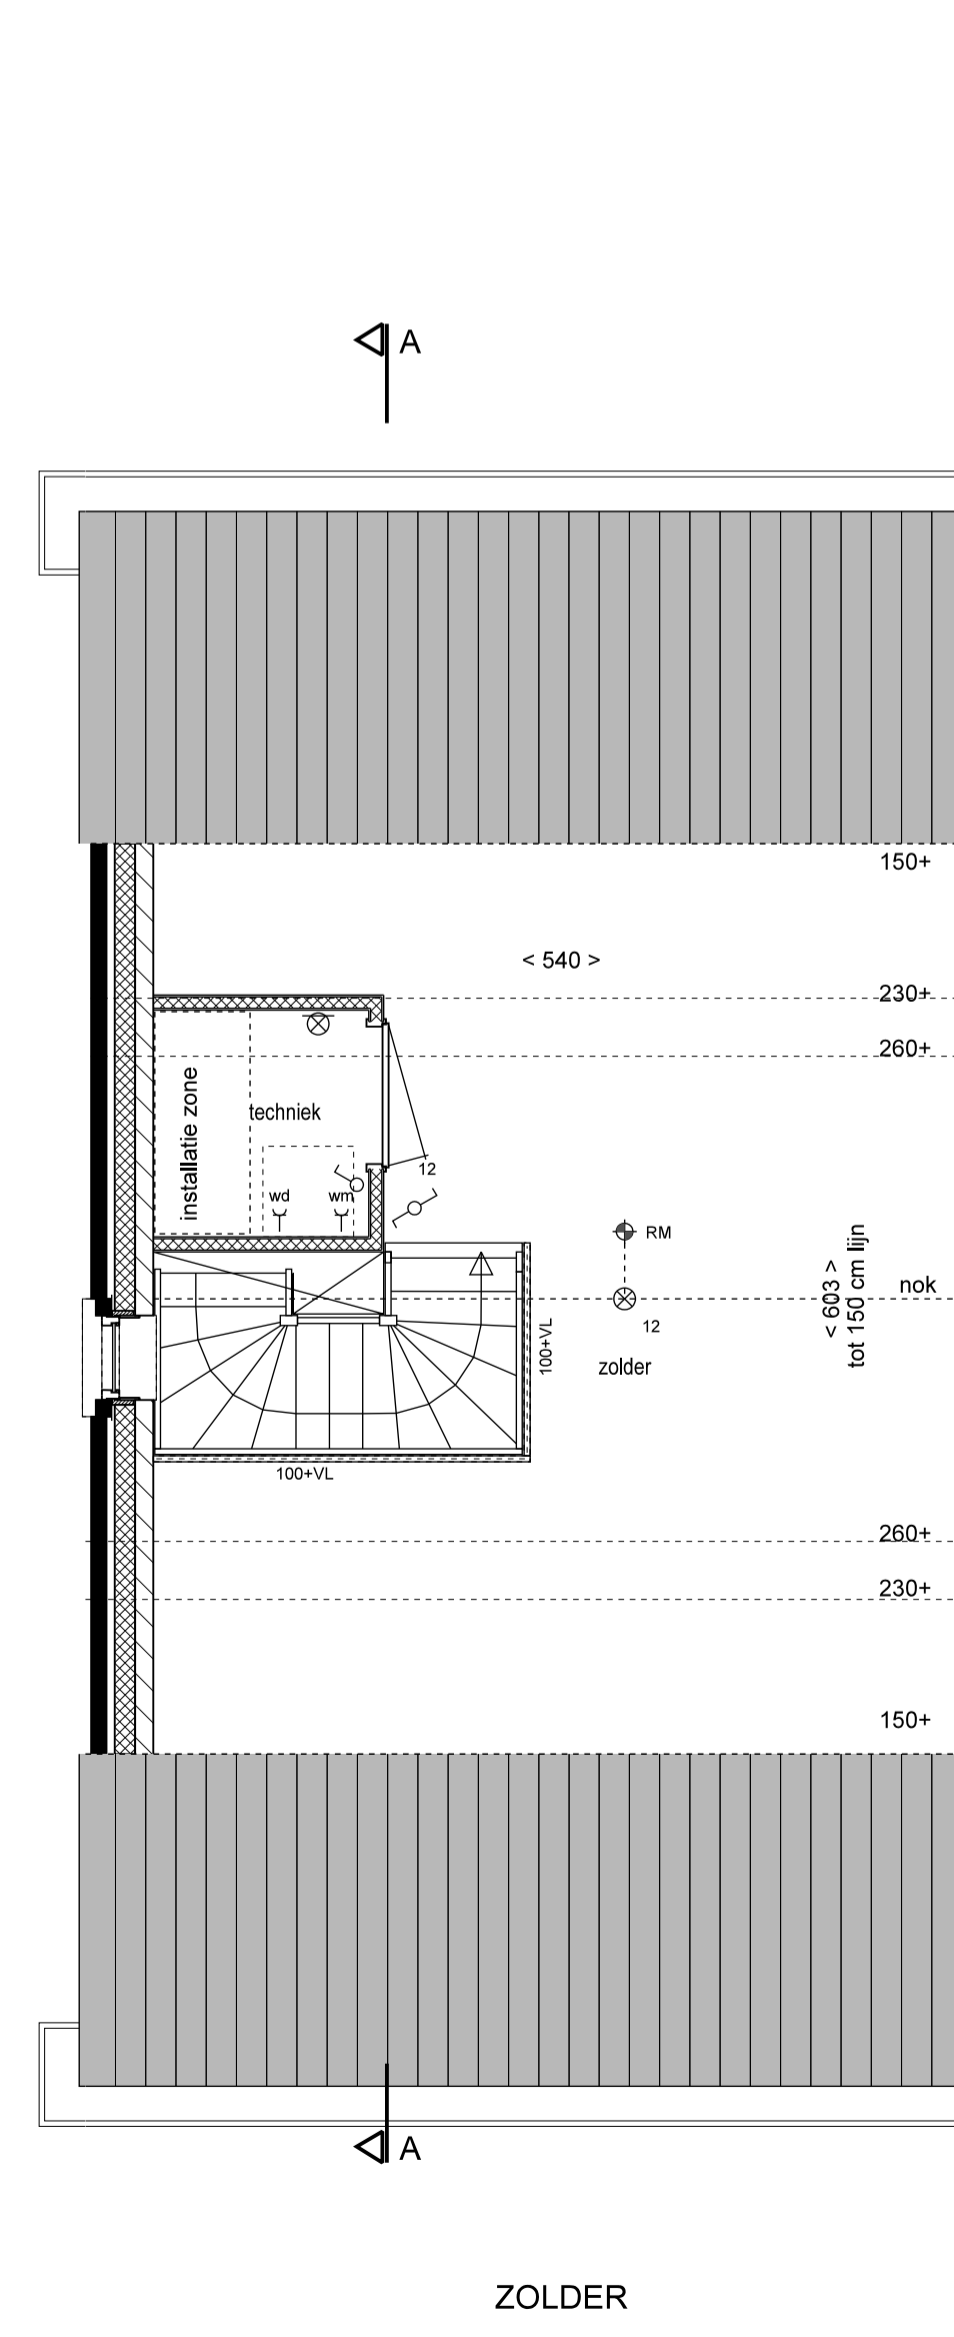 A
150+
< 540 >
230+
260+
installatie zone
techniek
12
wd
wm
RM
< 603 >
tot 150 cm lijn
nok
12
100+VL
zolder
100+VL
260+
230+
150+
A
ZOLDER